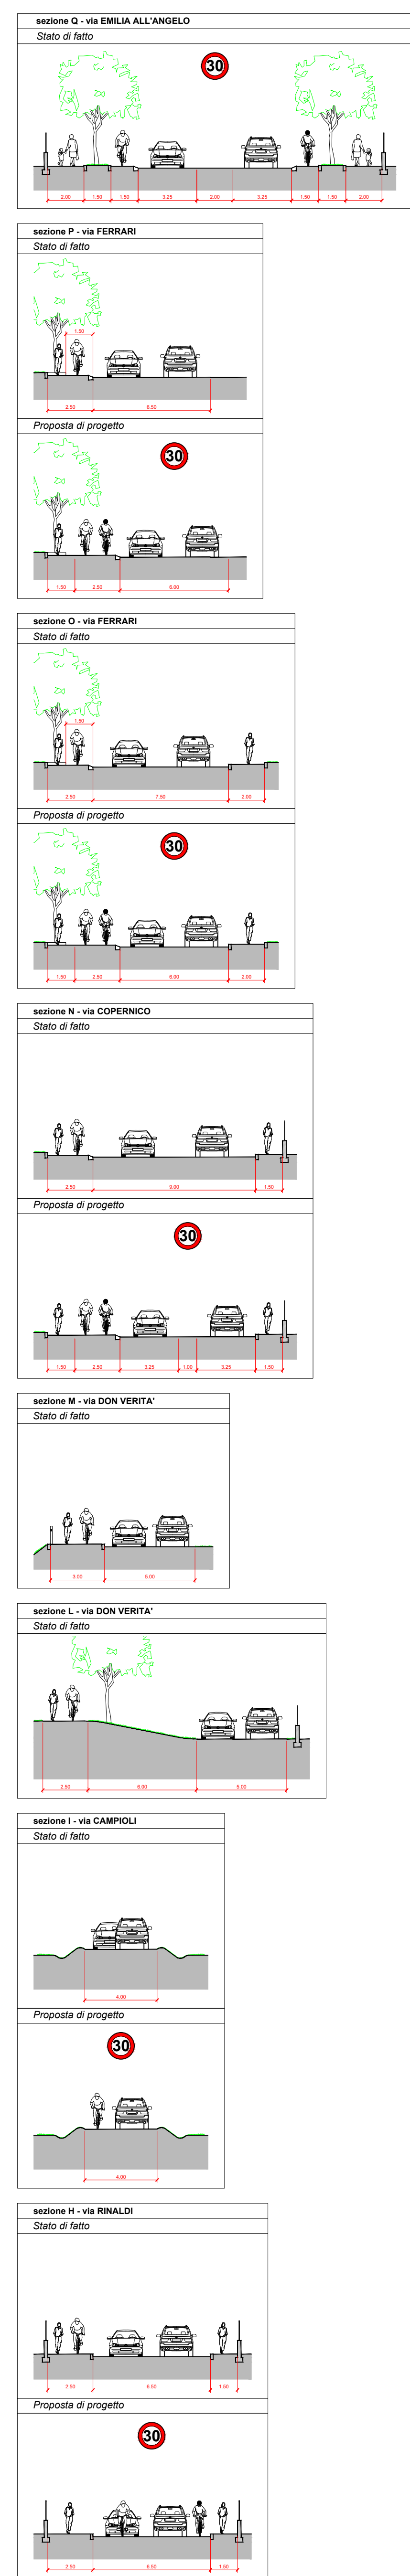 sezione Q - via EMILIA ALL'ANGELO
Stato di fatto
30
2.00 1.50 1.50 3.25 2.00 3.25 1.50 1.50 2.00
sezione P - via FERRARI
Stato di fatto
1.50
2.50 6.50
Proposta di progetto
30
1.50 2.50 6.00
sezione O - via FERRARI
Stato di fatto
1.50
2.50 7.50 2.00
Proposta di progetto
30
1.50 2.50 6.00 2.00
sezione N - via COPERNICO
Stato di fatto
2.50 9.00 1.50
Proposta di progetto
30
1.50 2.50 3.25 1.00 3.25 1.50
sezione M - via DON VERITA'
Stato di fatto
3.00 5.00
sezione L - via DON VERITA'
Stato di fatto
2.50 6.00 5.00
sezione I - via CAMPIOLI
Stato di fatto
4.00
Proposta di progetto
30
4.00
sezione H - via RINALDI
Stato di fatto
2.50 6.50 1.50
Proposta di progetto
30
2.50 6.50 1.50